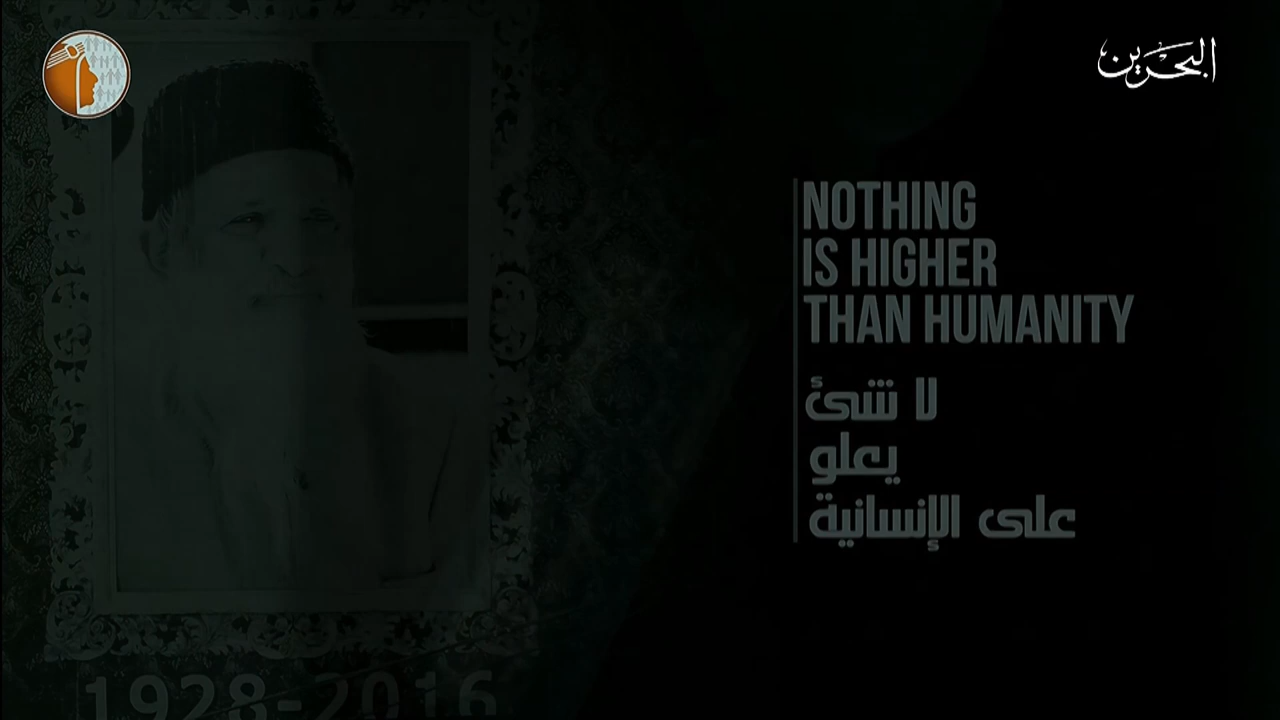 البحرين
NOTHING
IS HIGHER
THAN HUMANITY
لا شئ
يعلو
على الإنسانية
1928-2016